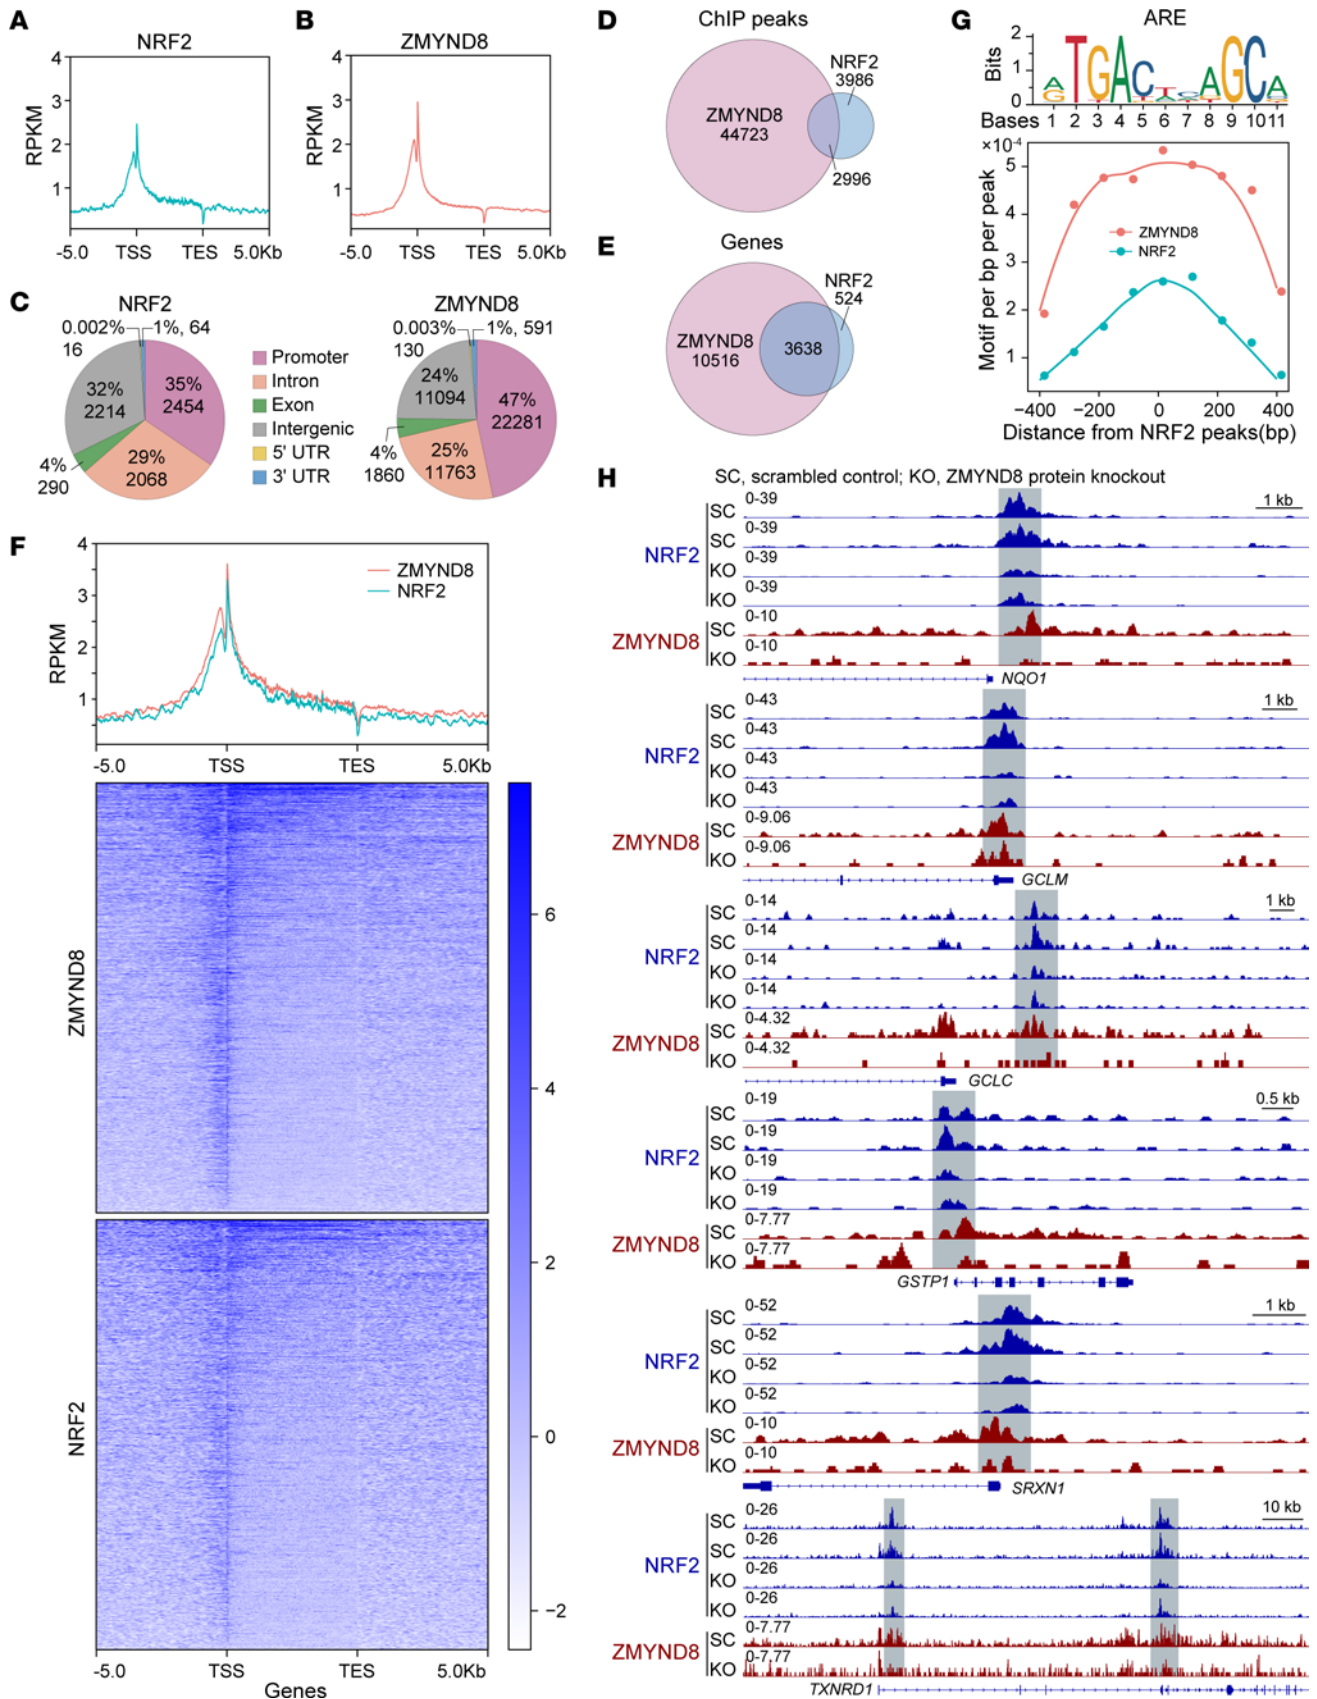 A
NRF2
4
3
2
1
RPKM
-5.0 TSS TES 5.0Kb
B
ZMYND8
4
3
2
1
RPKM
-5.0 TSS TES 5.0Kb
C
NRF2
0.002%
16
1%, 64
35%
2454
32%
2214
29%
2068
4%
290
Promoter
Intron
Exon
Intergenic
5' UTR
3' UTR
ZMYND8
0.003%
130
1%, 591
47%
22281
24%
11094
25%
11763
4%
1860
D
ChIP peaks
ZMYND8
44723
NRF2
3986
2996
E
Genes
ZMYND8
10516
3638
NRF2
524
F
4
3
2
1
RPKM
ZMYND8
NRF2
-5.0 TSS TES 5.0Kb
ZMYND8
NRF2
6
4
2
0
−2
-5.0 TSS TES 5.0Kb
Genes
G
ARE
Bits
2
1
0
Bases 1 2 3 4 5 6 7 8 9 10 11
×10⁻⁴
5
4
3
2
1
Motif per bp per peak
ZMYND8
NRF2
−400 −200 0 200 400
Distance from NRF2 peaks(bp)
H
SC, scrambled control; KO, ZMYND8 protein knockout
1 kb
NRF2
SC 0-39
SC 0-39
KO 0-39
KO 0-39
ZMYND8
SC 0-10
KO 0-10
NQO1
1 kb
NRF2
SC 0-43
SC 0-43
KO 0-43
KO 0-43
ZMYND8
SC 0-9.06
KO 0-9.06
GCLM
1 kb
NRF2
SC 0-14
SC 0-14
KO 0-14
KO 0-14
ZMYND8
SC 0-4.32
KO 0-4.32
GCLC
0.5 kb
NRF2
SC 0-19
SC 0-19
KO 0-19
KO 0-19
ZMYND8
SC 0-7.77
KO 0-7.77
GSTP1
1 kb
NRF2
SC 0-52
SC 0-52
KO 0-52
KO 0-52
ZMYND8
SC 0-10
KO 0-10
SRXN1
10 kb
NRF2
SC 0-26
SC 0-26
KO 0-26
KO 0-26
ZMYND8
SC 0-7.77
KO 0-7.77
TXNRD1